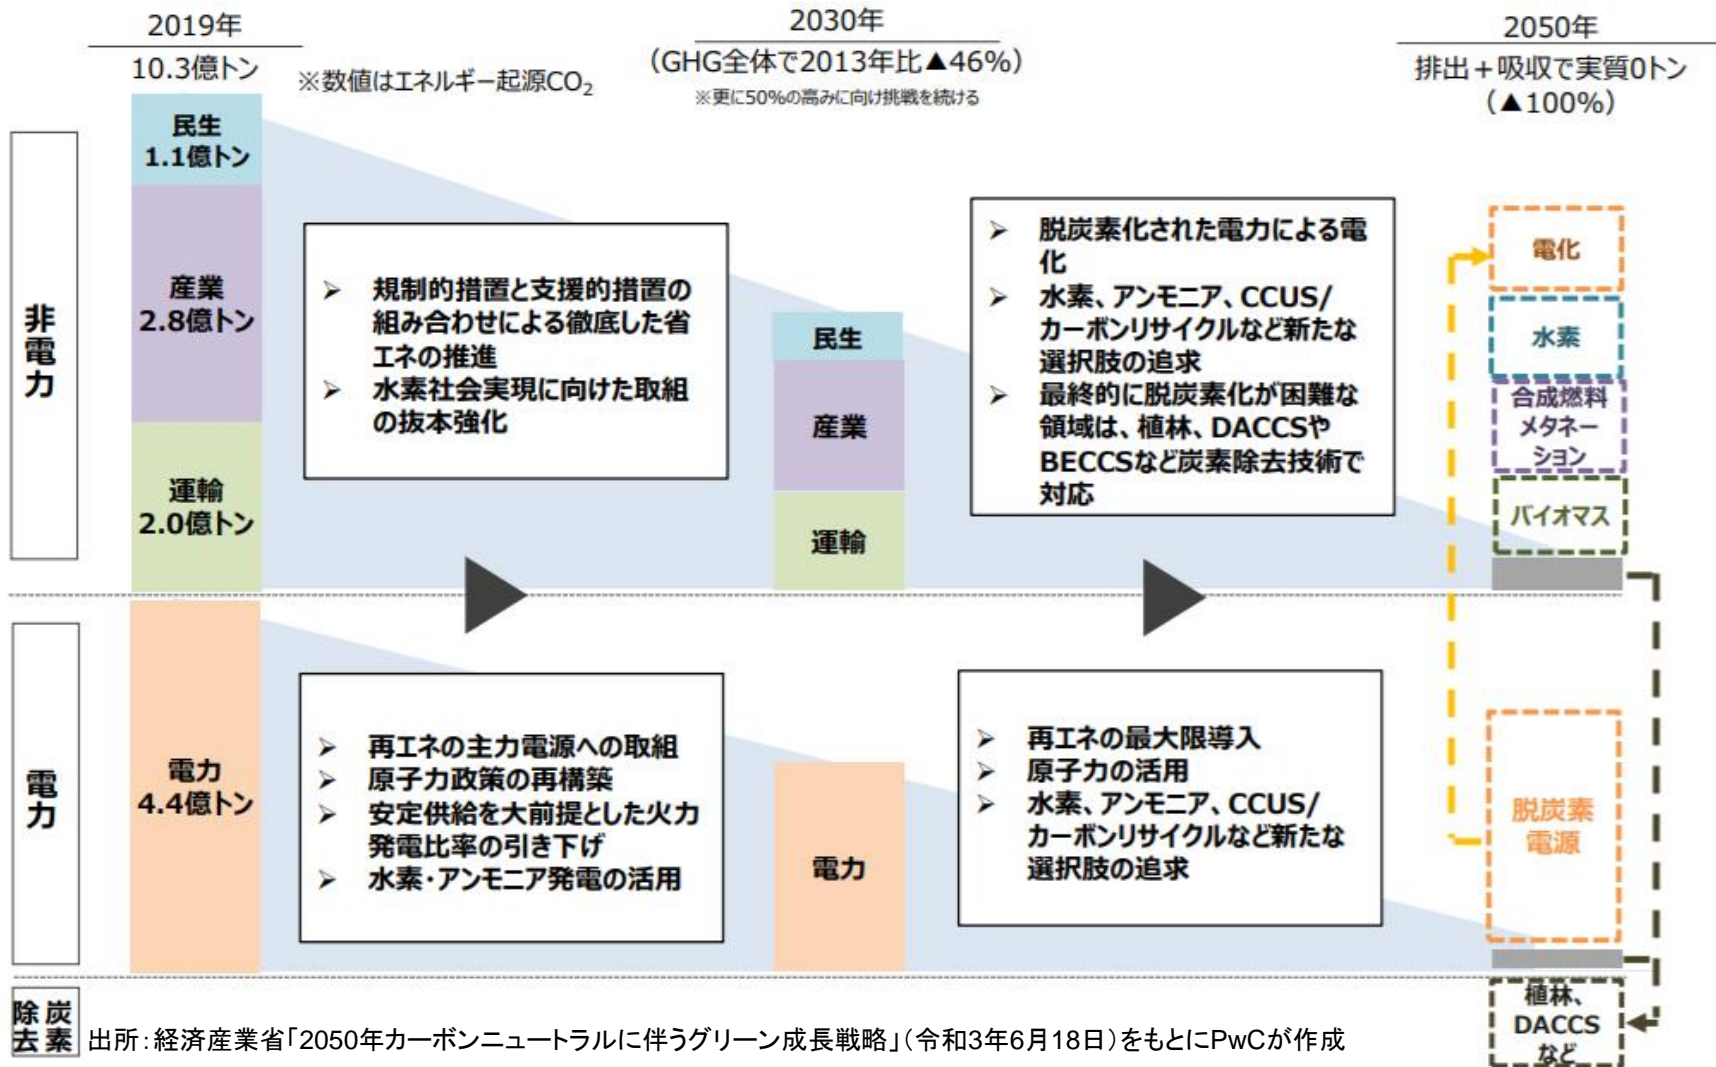 2019年
10.3億トン
※数値はエネルギー起源CO₂
2030年
（GHG全体で2013年比▲46%）
※更に50%の高みに向け挑戦を続ける
2050年
排出＋吸収で実質0トン
（▲100%）
非電力
民生
1.1億トン
産業
2.8億トン
運輸
2.0億トン
➢ 規制的措置と支援的措置の
組み合わせによる徹底した省
エネの推進
➢ 水素社会実現に向けた取組
の抜本強化
民生
産業
運輸
➢ 脱炭素化された電力による電
化
➢ 水素、アンモニア、CCUS/
カーボンリサイクルなど新たな
選択肢の追求
➢ 最終的に脱炭素化が困難な
領域は、植林、DACCSや
BECCSなど炭素除去技術で
対応
電化
水素
合成燃料
メタネー
ション
バイオマス
電力
電力
4.4億トン
➢ 再エネの主力電源への取組
➢ 原子力政策の再構築
➢ 安定供給を大前提とした火力
発電比率の引き下げ
➢ 水素・アンモニア発電の活用
電力
➢ 再エネの最大限導入
➢ 原子力の活用
➢ 水素、アンモニア、CCUS/
カーボンリサイクルなど新たな
選択肢の追求
脱炭素
電源
炭素除去
植林、
DACCS
など
出所：経済産業省「2050年カーボンニュートラルに伴うグリーン成長戦略」（令和3年6月18日）をもとにPwCが作成